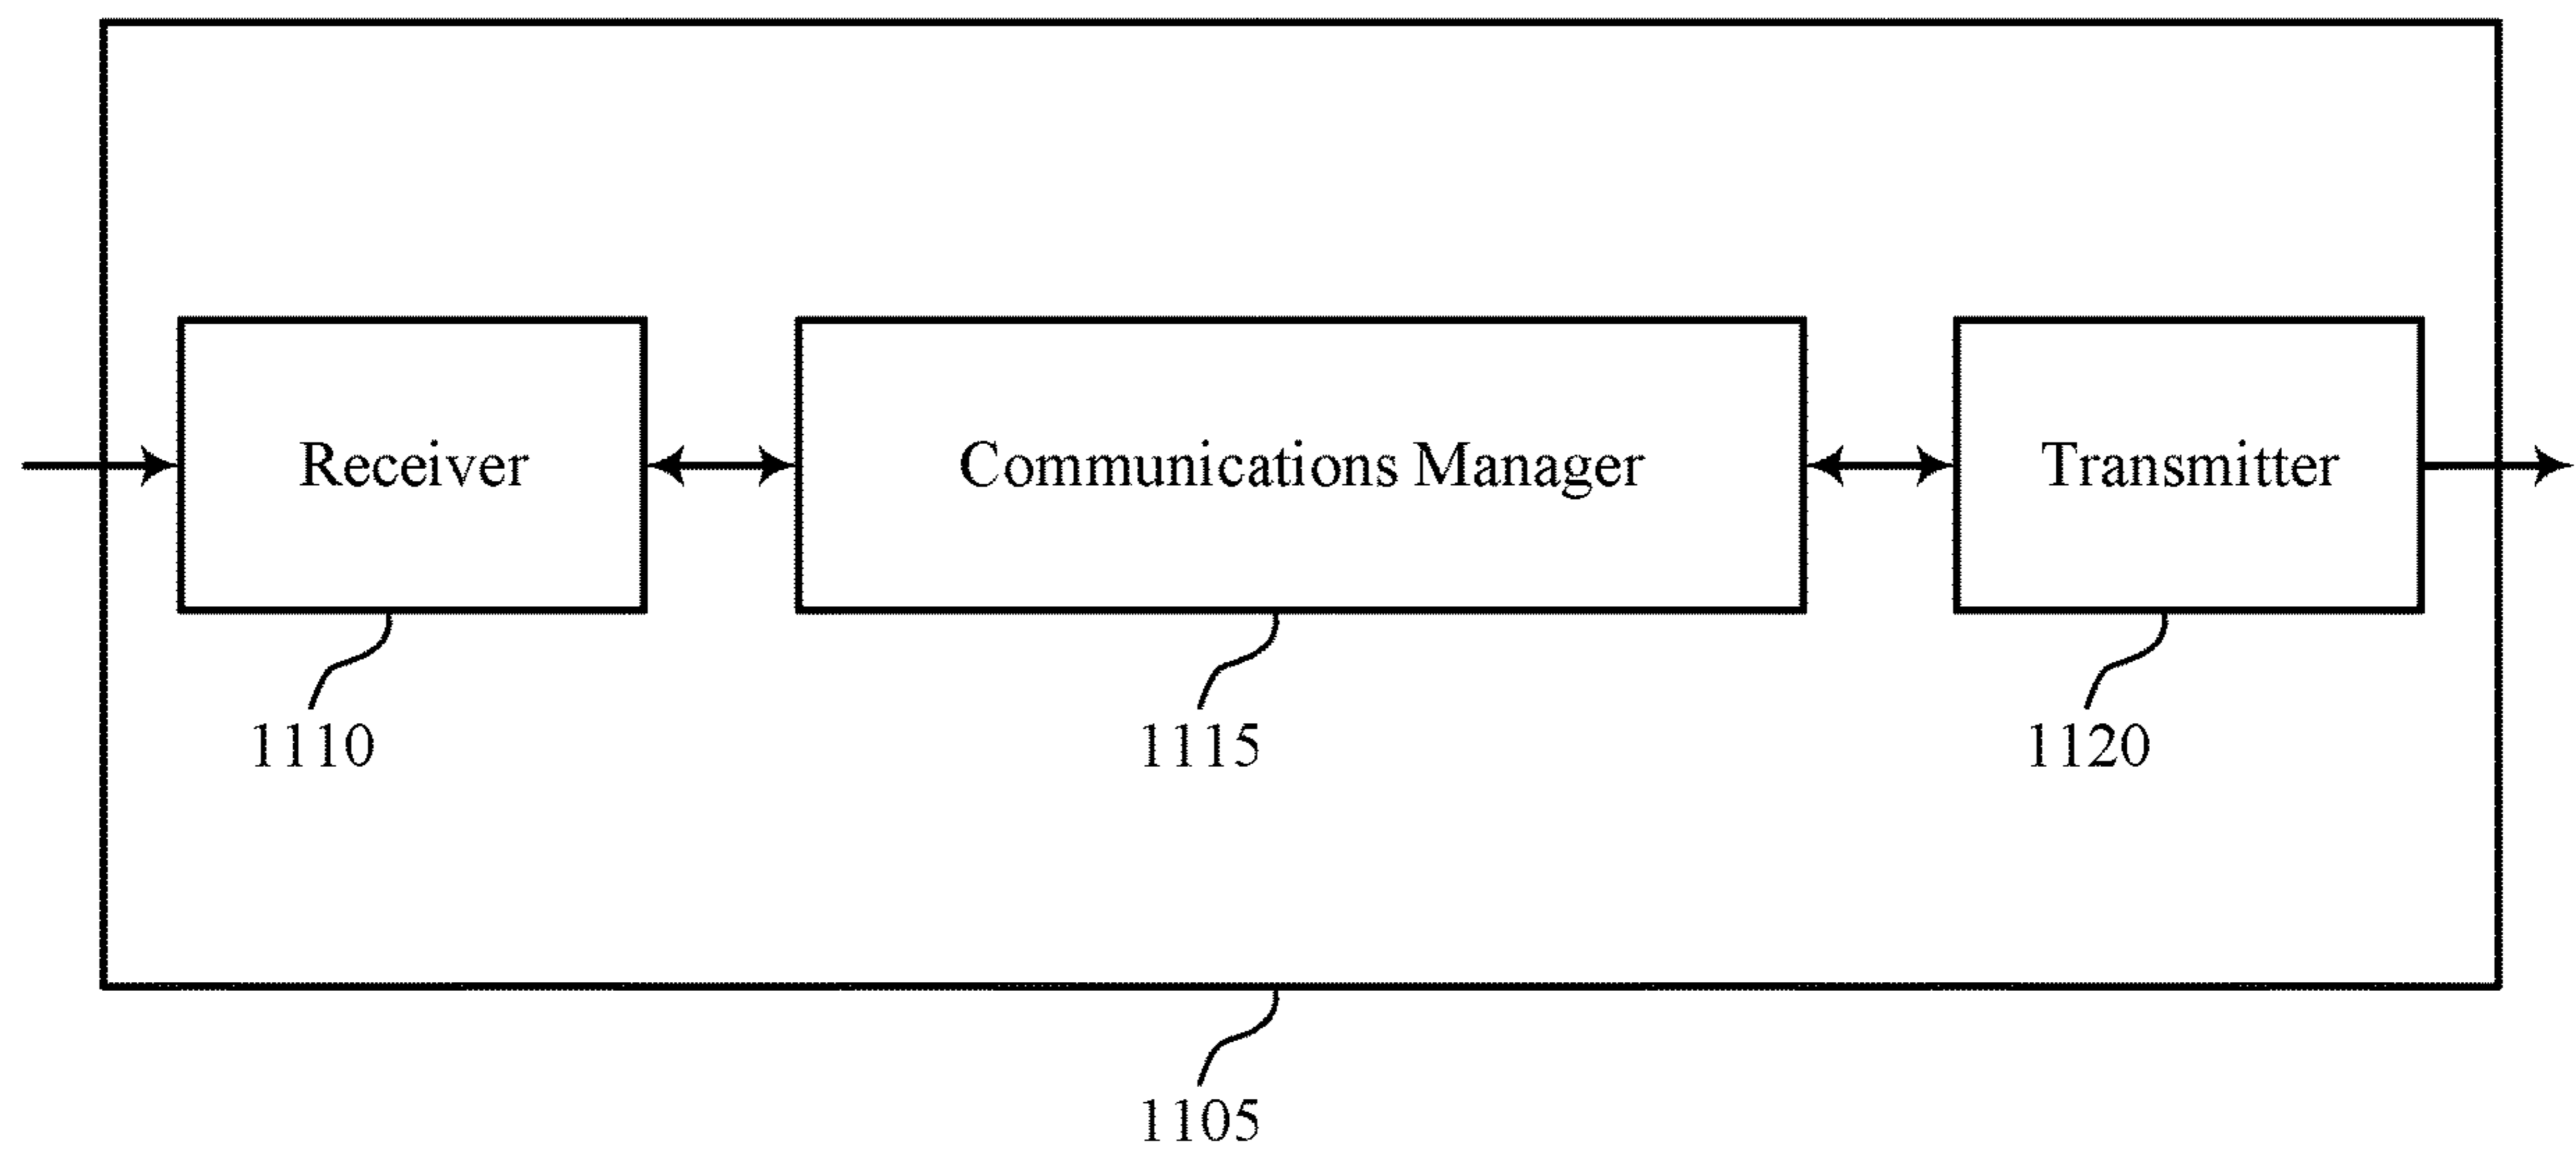 Receiver
Communications Manager
Transmitter
1110
1115
1120
1105